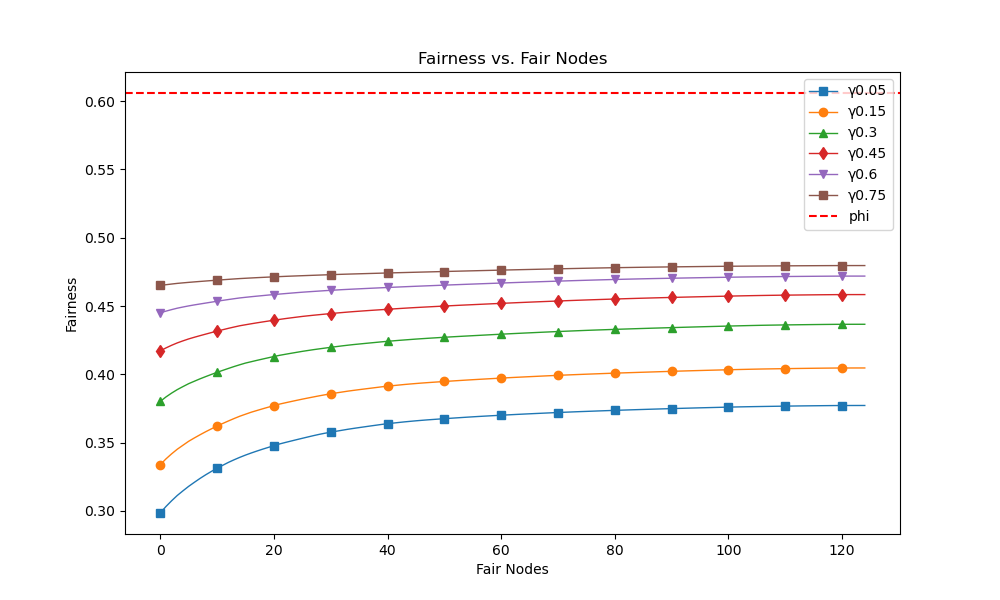 Fairness vs. Fair Nodes
Fairness
0.60
0.55
0.50
0.45
0.40
0.35
0.30
γ0.05
γ0.15
γ0.3
γ0.45
γ0.6
γ0.75
phi
0 20 40 60 80 100 120
Fair Nodes